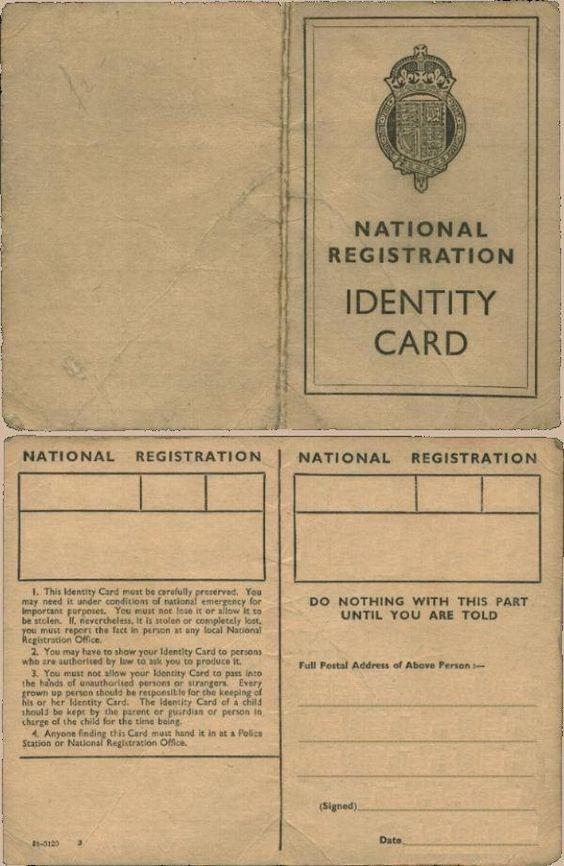 NATIONAL
REGISTRATION
IDENTITY
CARD
NATIONAL REGISTRATION
1. This Identity Card must be carefully preserved. You
may need it under conditions of national emergency for
important purposes. You must not lose it or allow it to
be stolen. If, nevertheless, it is stolen or completely lost,
you must report the fact in person at any local National
Registration Office.
2. You may have to show your Identity Card to persons
who are authorised by law to ask you to produce it.
3. You must not allow your Identity Card to pass into
the hands of unauthorised persons or strangers. Every
grown up person should be responsible for the keeping of
his or her Identity Card. The Identity Card of a child
should be kept by the parent or guardian or person in
charge of the child for the time being.
4. Anyone finding this Card must hand it in at a Police
Station or National Registration Office.
3
NATIONAL REGISTRATION
DO NOTHING WITH THIS PART
UNTIL YOU ARE TOLD
Full Postal Address of Above Person :—
(Signed)
Date